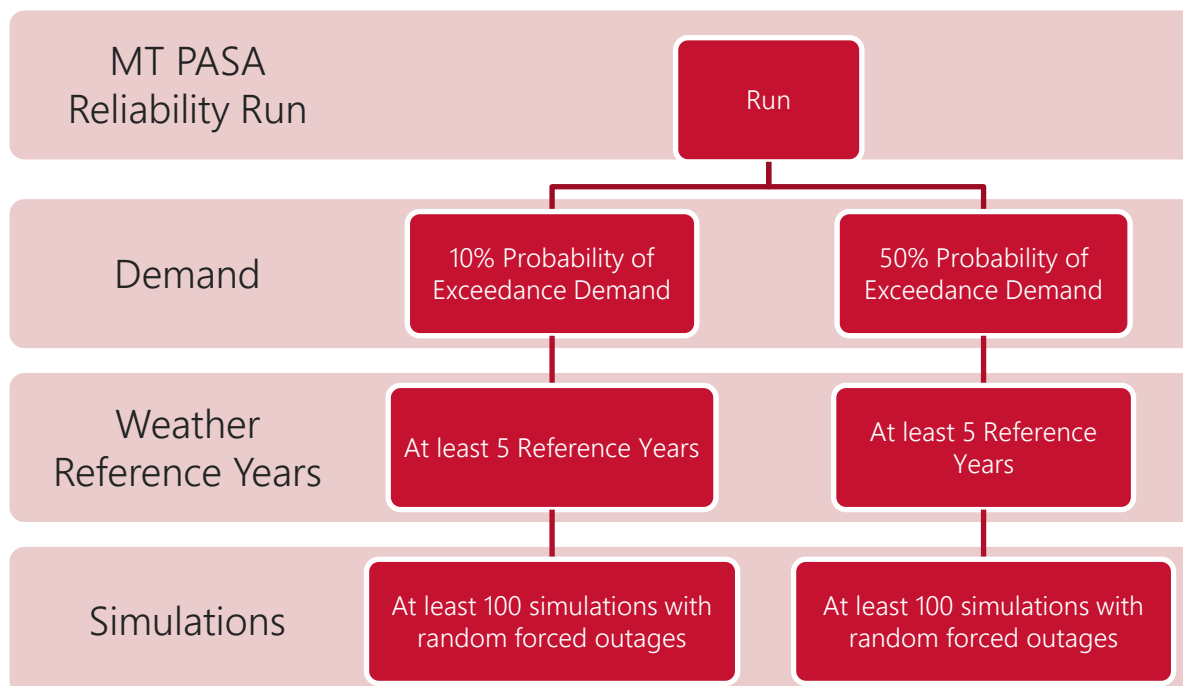 MT PASA
Reliability Run
Run
Demand
10% Probability of
Exceedance Demand
50% Probability of
Exceedance Demand
Weather
Reference Years
At least 5 Reference Years
At least 5 Reference
Years
Simulations
At least 100 simulations with
random forced outages
At least 100 simulations with
random forced outages